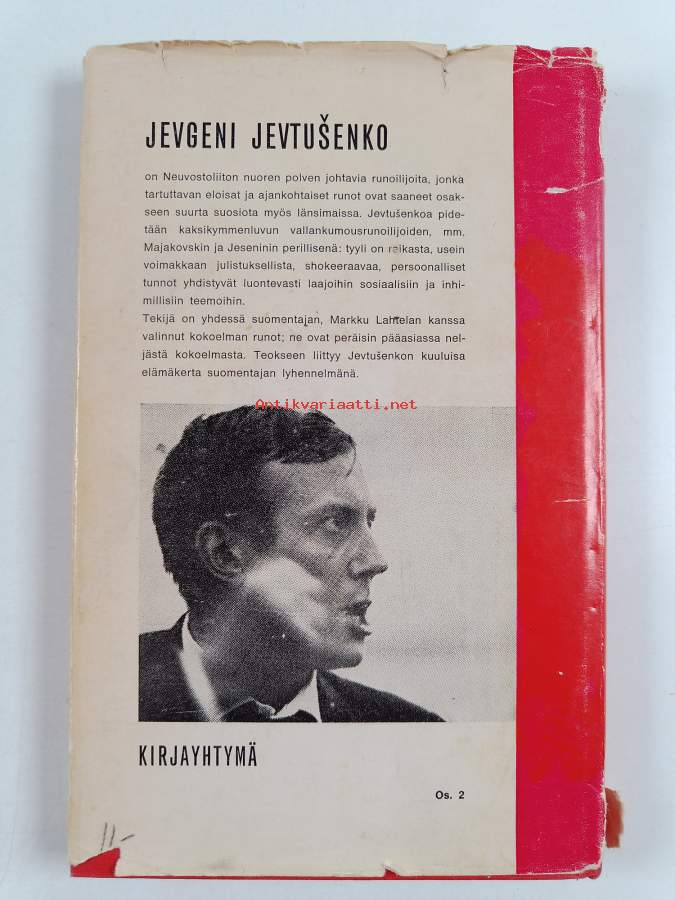 JEVGENI JEVTUŠENKO
on Neuvostoliiton nuoren polven johtavia runoilijoita, jonka
tartuttavan eloisat ja ajankohtaiset runot ovat saaneet osak-
seen suurta suosiota myös länsimaissa. Jevtušenkoa pide-
tään kaksikymmenluvun vallankumousrunoilijoiden, mm.
Majakovskin ja Jeseninin perillisenä: tyyli on raikasta, usein
voimakkaan julistuksellista, shokeeraavaa, persoonalliset
tunnot yhdistyvät luontevasti laajoihin sosiaalisiin ja inhi-
millisiin teemoihin.
Tekijä on yhdessä suomentajan, Markku Lahtelan kanssa
valinnut kokoelman runot; ne ovat peräisin pääasiassa nel-
jästä kokoelmasta. Teokseen liittyy Jevtušenkon kuuluisa
elämäkerta suomentajan lyhennelmänä.
Antikvariaatti.net
KIRJAYHTYMÄ
Os. 2
11-